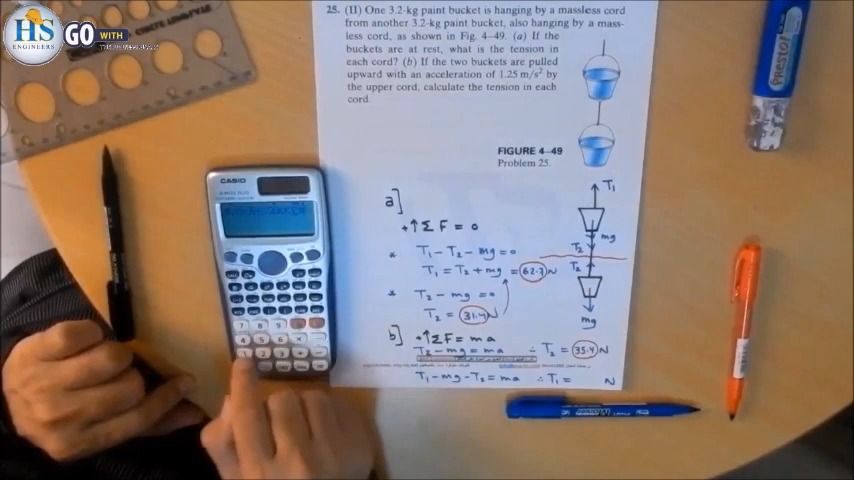 HS
ENGINEERS
GO WITH
25. (II) One 3.2-kg paint bucket is hanging by a massless cord
from another 3.2-kg paint bucket, also hanging by a mass-
less cord, as shown in Fig. 4–49. (a) If the
buckets are at rest, what is the tension in
each cord? (b) If the two buckets are pulled
upward with an acceleration of 1.25 m/s² by
the upper cord, calculate the tension in each
cord.
FIGURE 4–49
Problem 25.
CASIO
PRESTO!
a]
+↑ΣF = 0
* T₁ - T₂ - mg = 0
T₁ = T₂ + mg = 62.7 N
* T₂ - mg = 0
T₂ = 31.4 N
T₁
mg
T₂
T₂
mg
b] +↑ΣF = ma
T₂ - mg = ma ∴ T₂ = 35.4 N
T₁ - mg - T₂ = ma ∴ T₁ = N
7 8 9